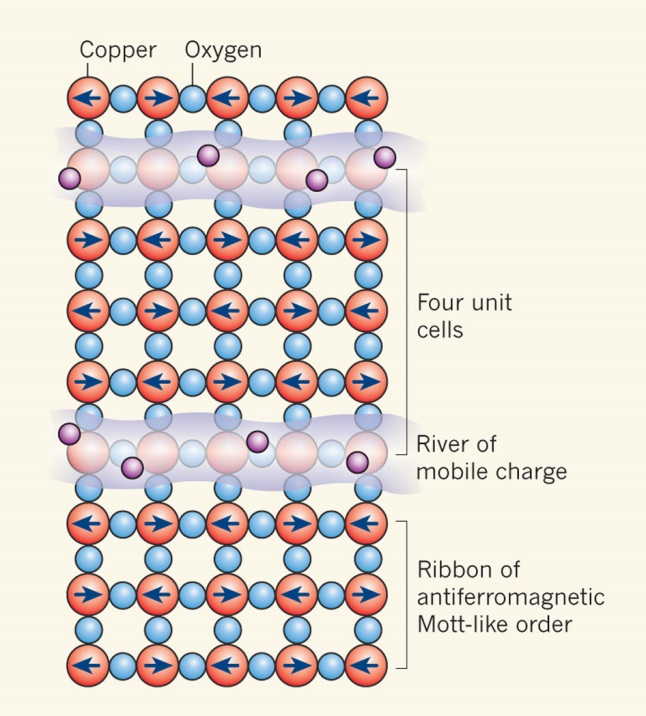 Copper
Oxygen
Four unit
cells
River of
mobile charge
Ribbon of
antiferromagnetic
Mott-like order